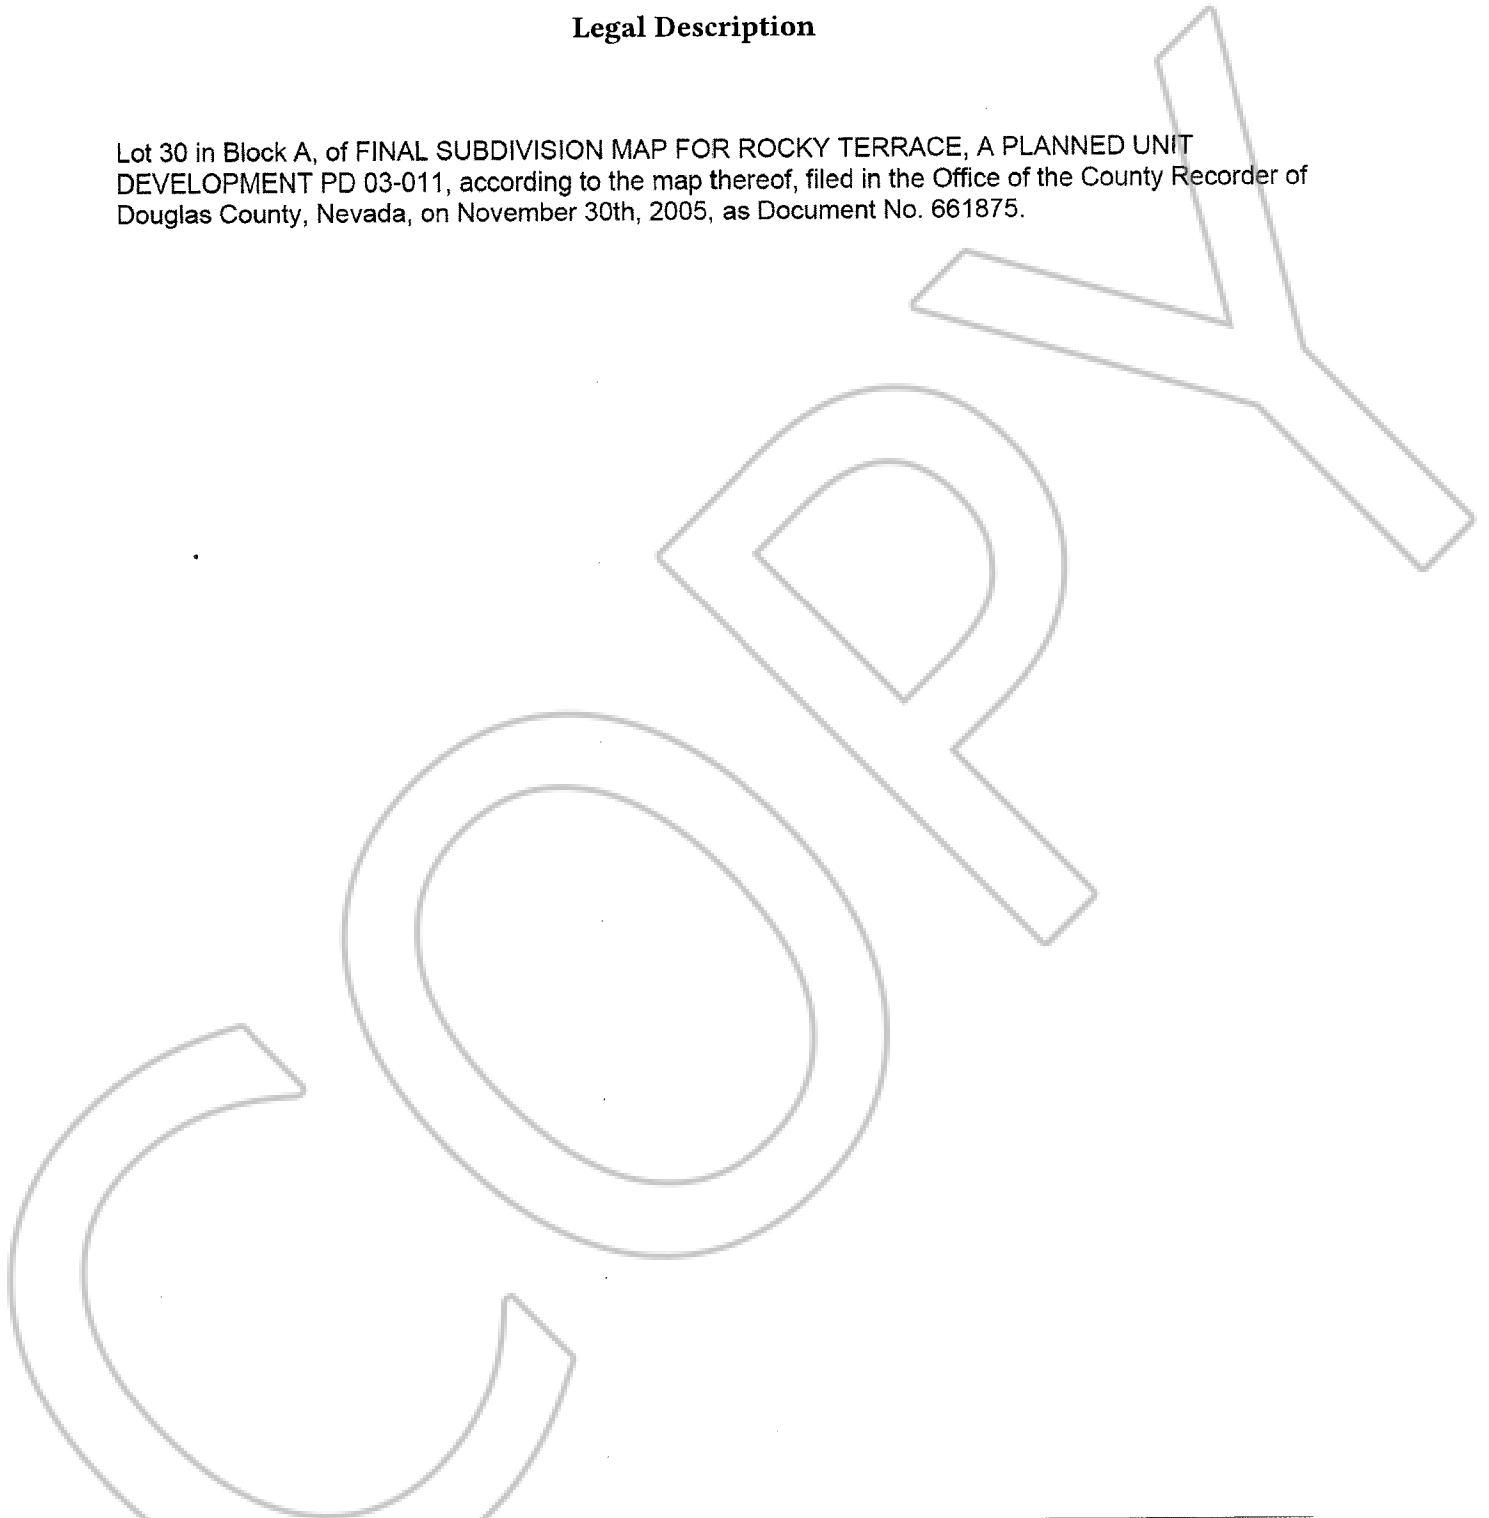 Legal Description
Lot 30 in Block A, of FINAL SUBDIVISION MAP FOR ROCKY TERRACE, A PLANNED UNIT
DEVELOPMENT PD 03-011, according to the map thereof, filed in the Office of the County Recorder of
Douglas County, Nevada, on November 30th, 2005, as Document No. 661875.
COPY